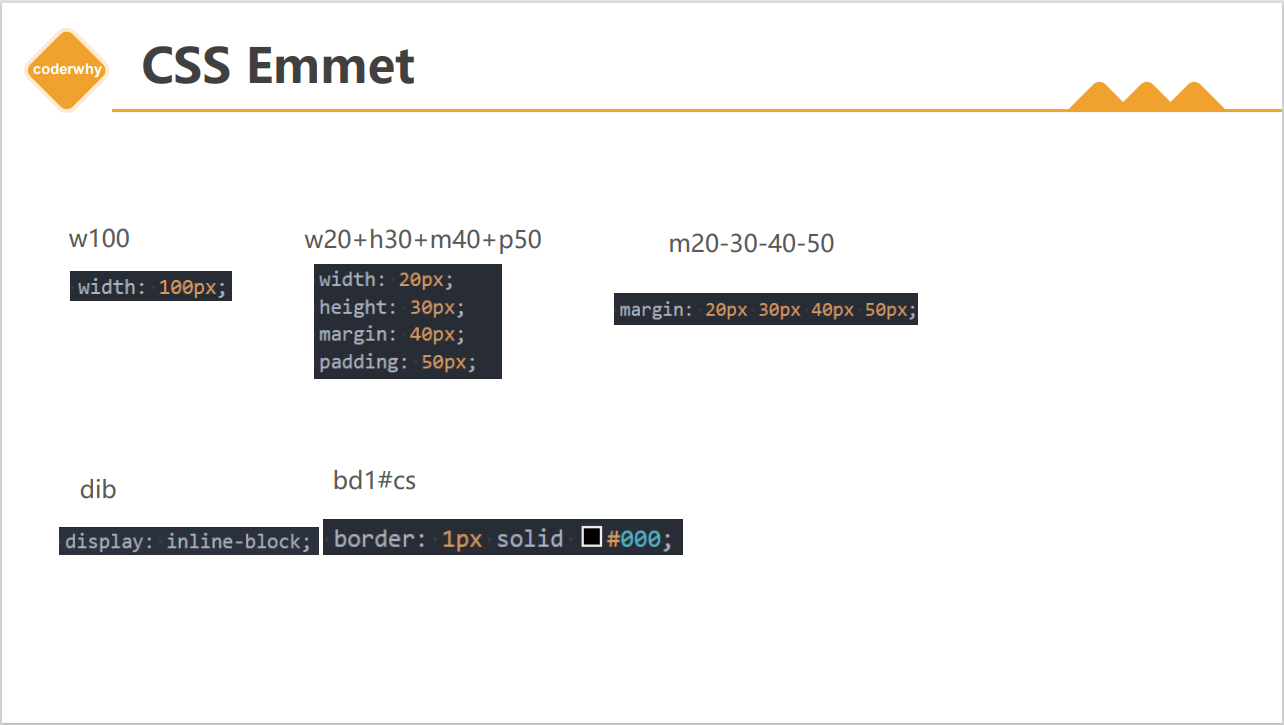 coderwhy
CSS Emmet
w100
width: 100px;
w20+h30+m40+p50
width: 20px;
height: 30px;
margin: 40px;
padding: 50px;
m20-30-40-50
margin: 20px 30px 40px 50px;
dib
display: inline-block;
bd1#cs
border: 1px solid #000;